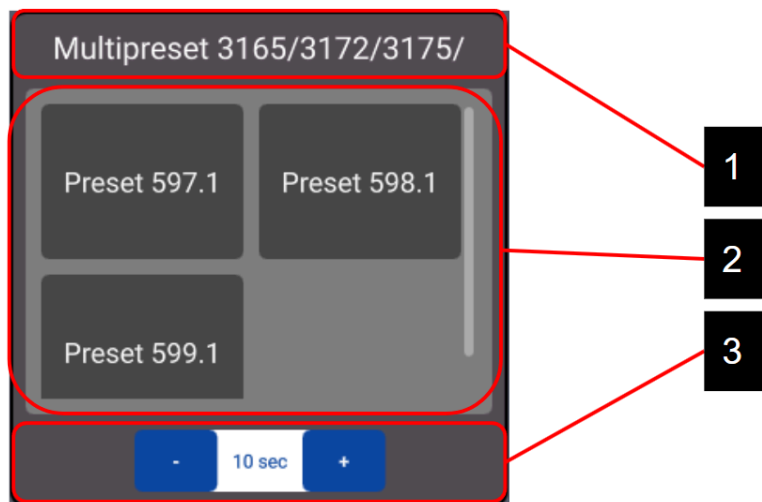 Multipreset 3165/3172/3175/
Preset 597.1
Preset 598.1
Preset 599.1
- 10 sec +
1
2
3